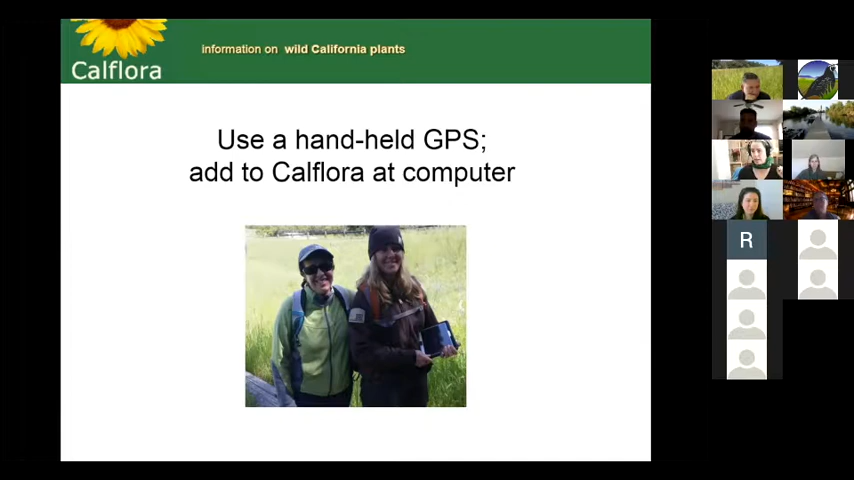 Calflora
information on wild California plants
Use a hand-held GPS;
add to Calflora at computer
R